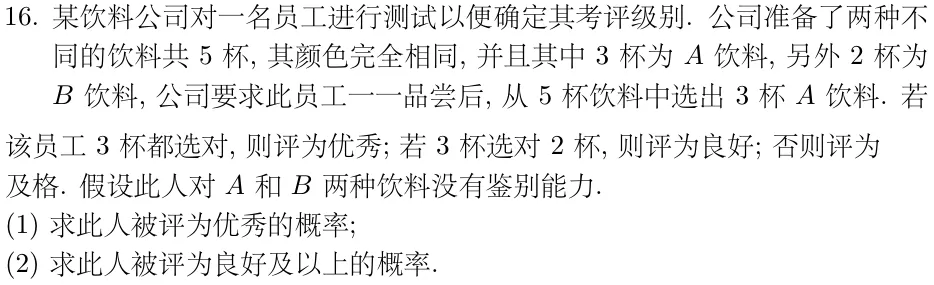 16. 某饮料公司对一名员工进行测试以便确定其考评级别. 公司准备了两种不
同的饮料共 5 杯, 其颜色完全相同, 并且其中 3 杯为 A 饮料, 另外 2 杯为
B 饮料, 公司要求此员工一一品尝后, 从 5 杯饮料中选出 3 杯 A 饮料. 若
该员工 3 杯都选对, 则评为优秀; 若 3 杯选对 2 杯, 则评为良好; 否则评为
及格. 假设此人对 A 和 B 两种饮料没有鉴别能力.
(1) 求此人被评为优秀的概率;
(2) 求此人被评为良好及以上的概率.